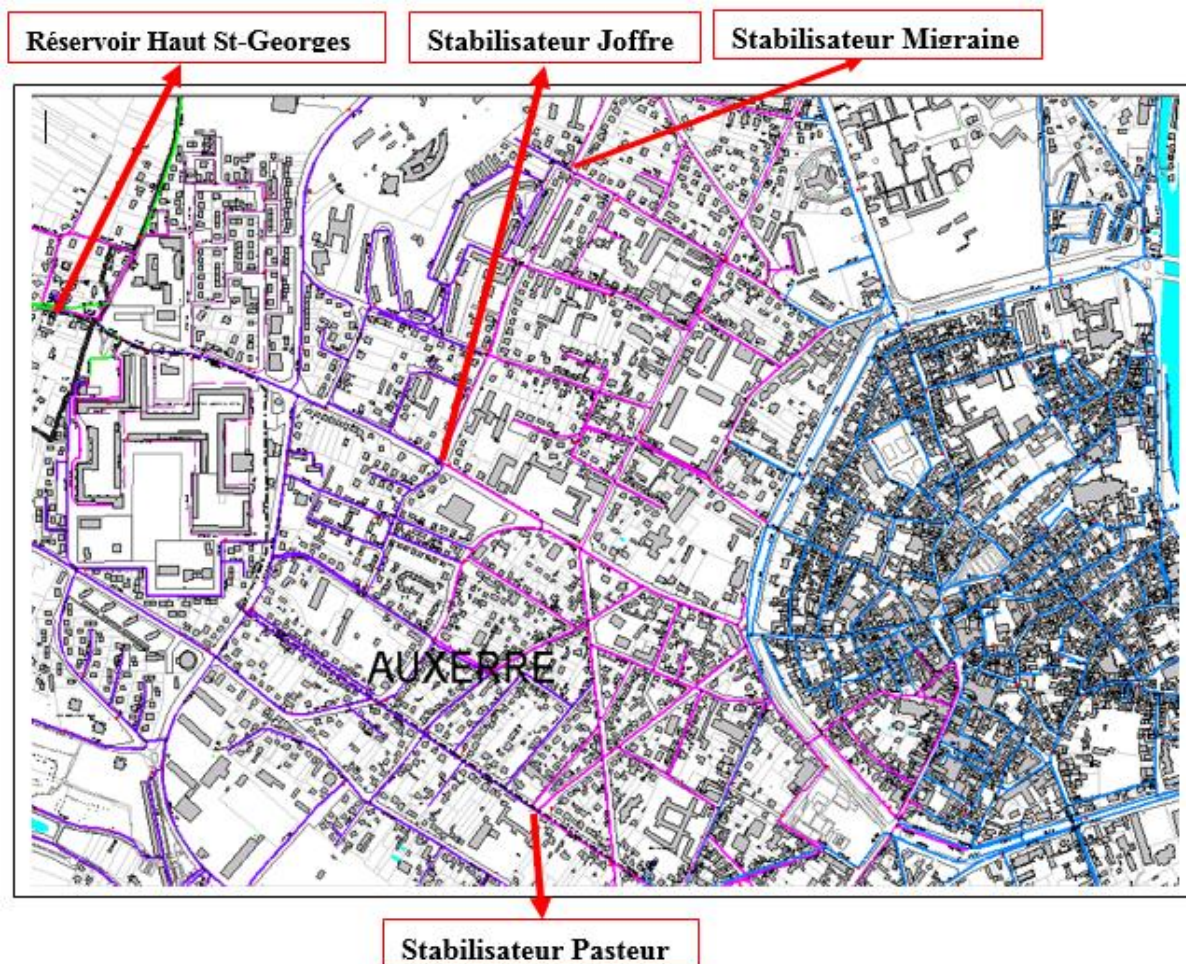 Réservoir Haut St-Georges
Stabilisateur Joffre
Stabilisateur Migraine
AUXERRE
Stabilisateur Pasteur